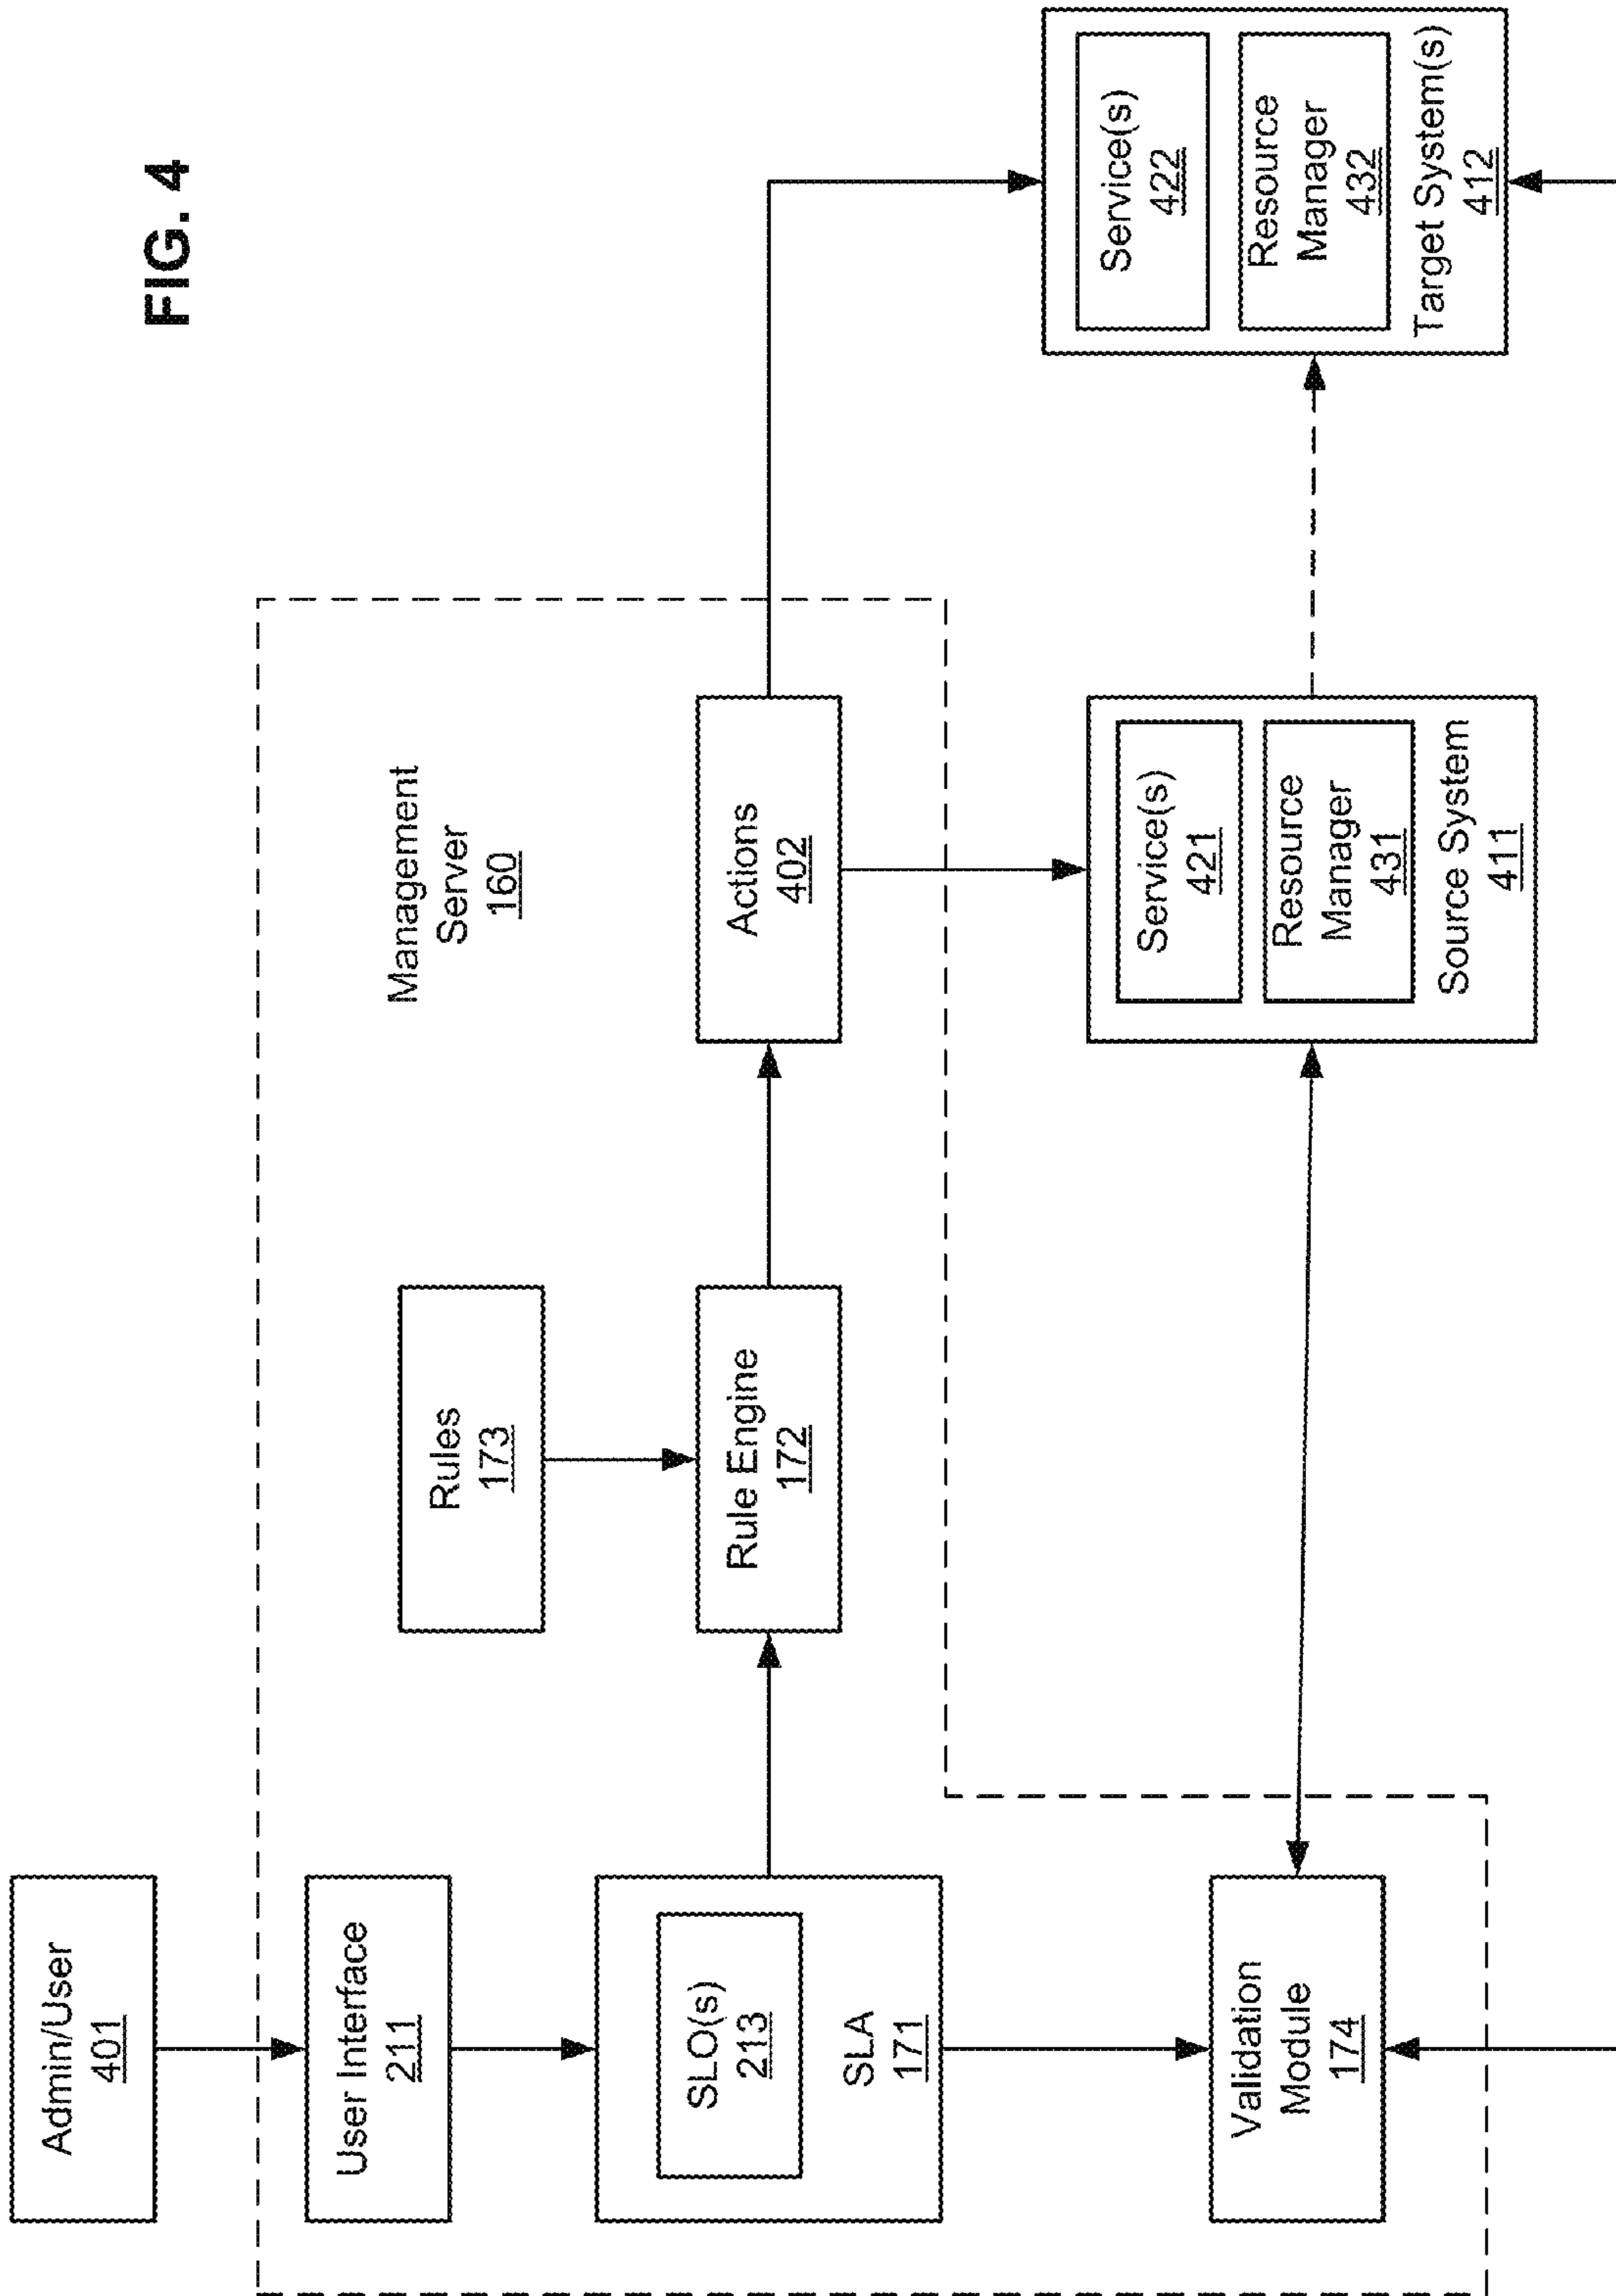 FIG. 4
Admin/User
401
User Interface
211
SLO(s)
213
SLA
171
Validation
Module
174
Rules
173
Rule Engine
172
Management
Server
160
Actions
402
Service(s)
421
Resource
Manager
431
Source System
411
Service(s)
422
Resource
Manager
432
Target System(s)
412